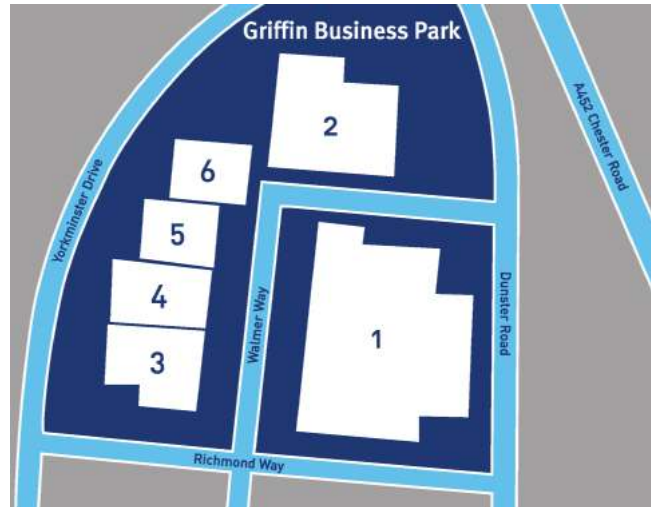 Griffin Business Park
2
A452 Chester Road
6
Yorkminster Drive
5
4
Walmer Way
Dunster Road
1
3
Richmond Way